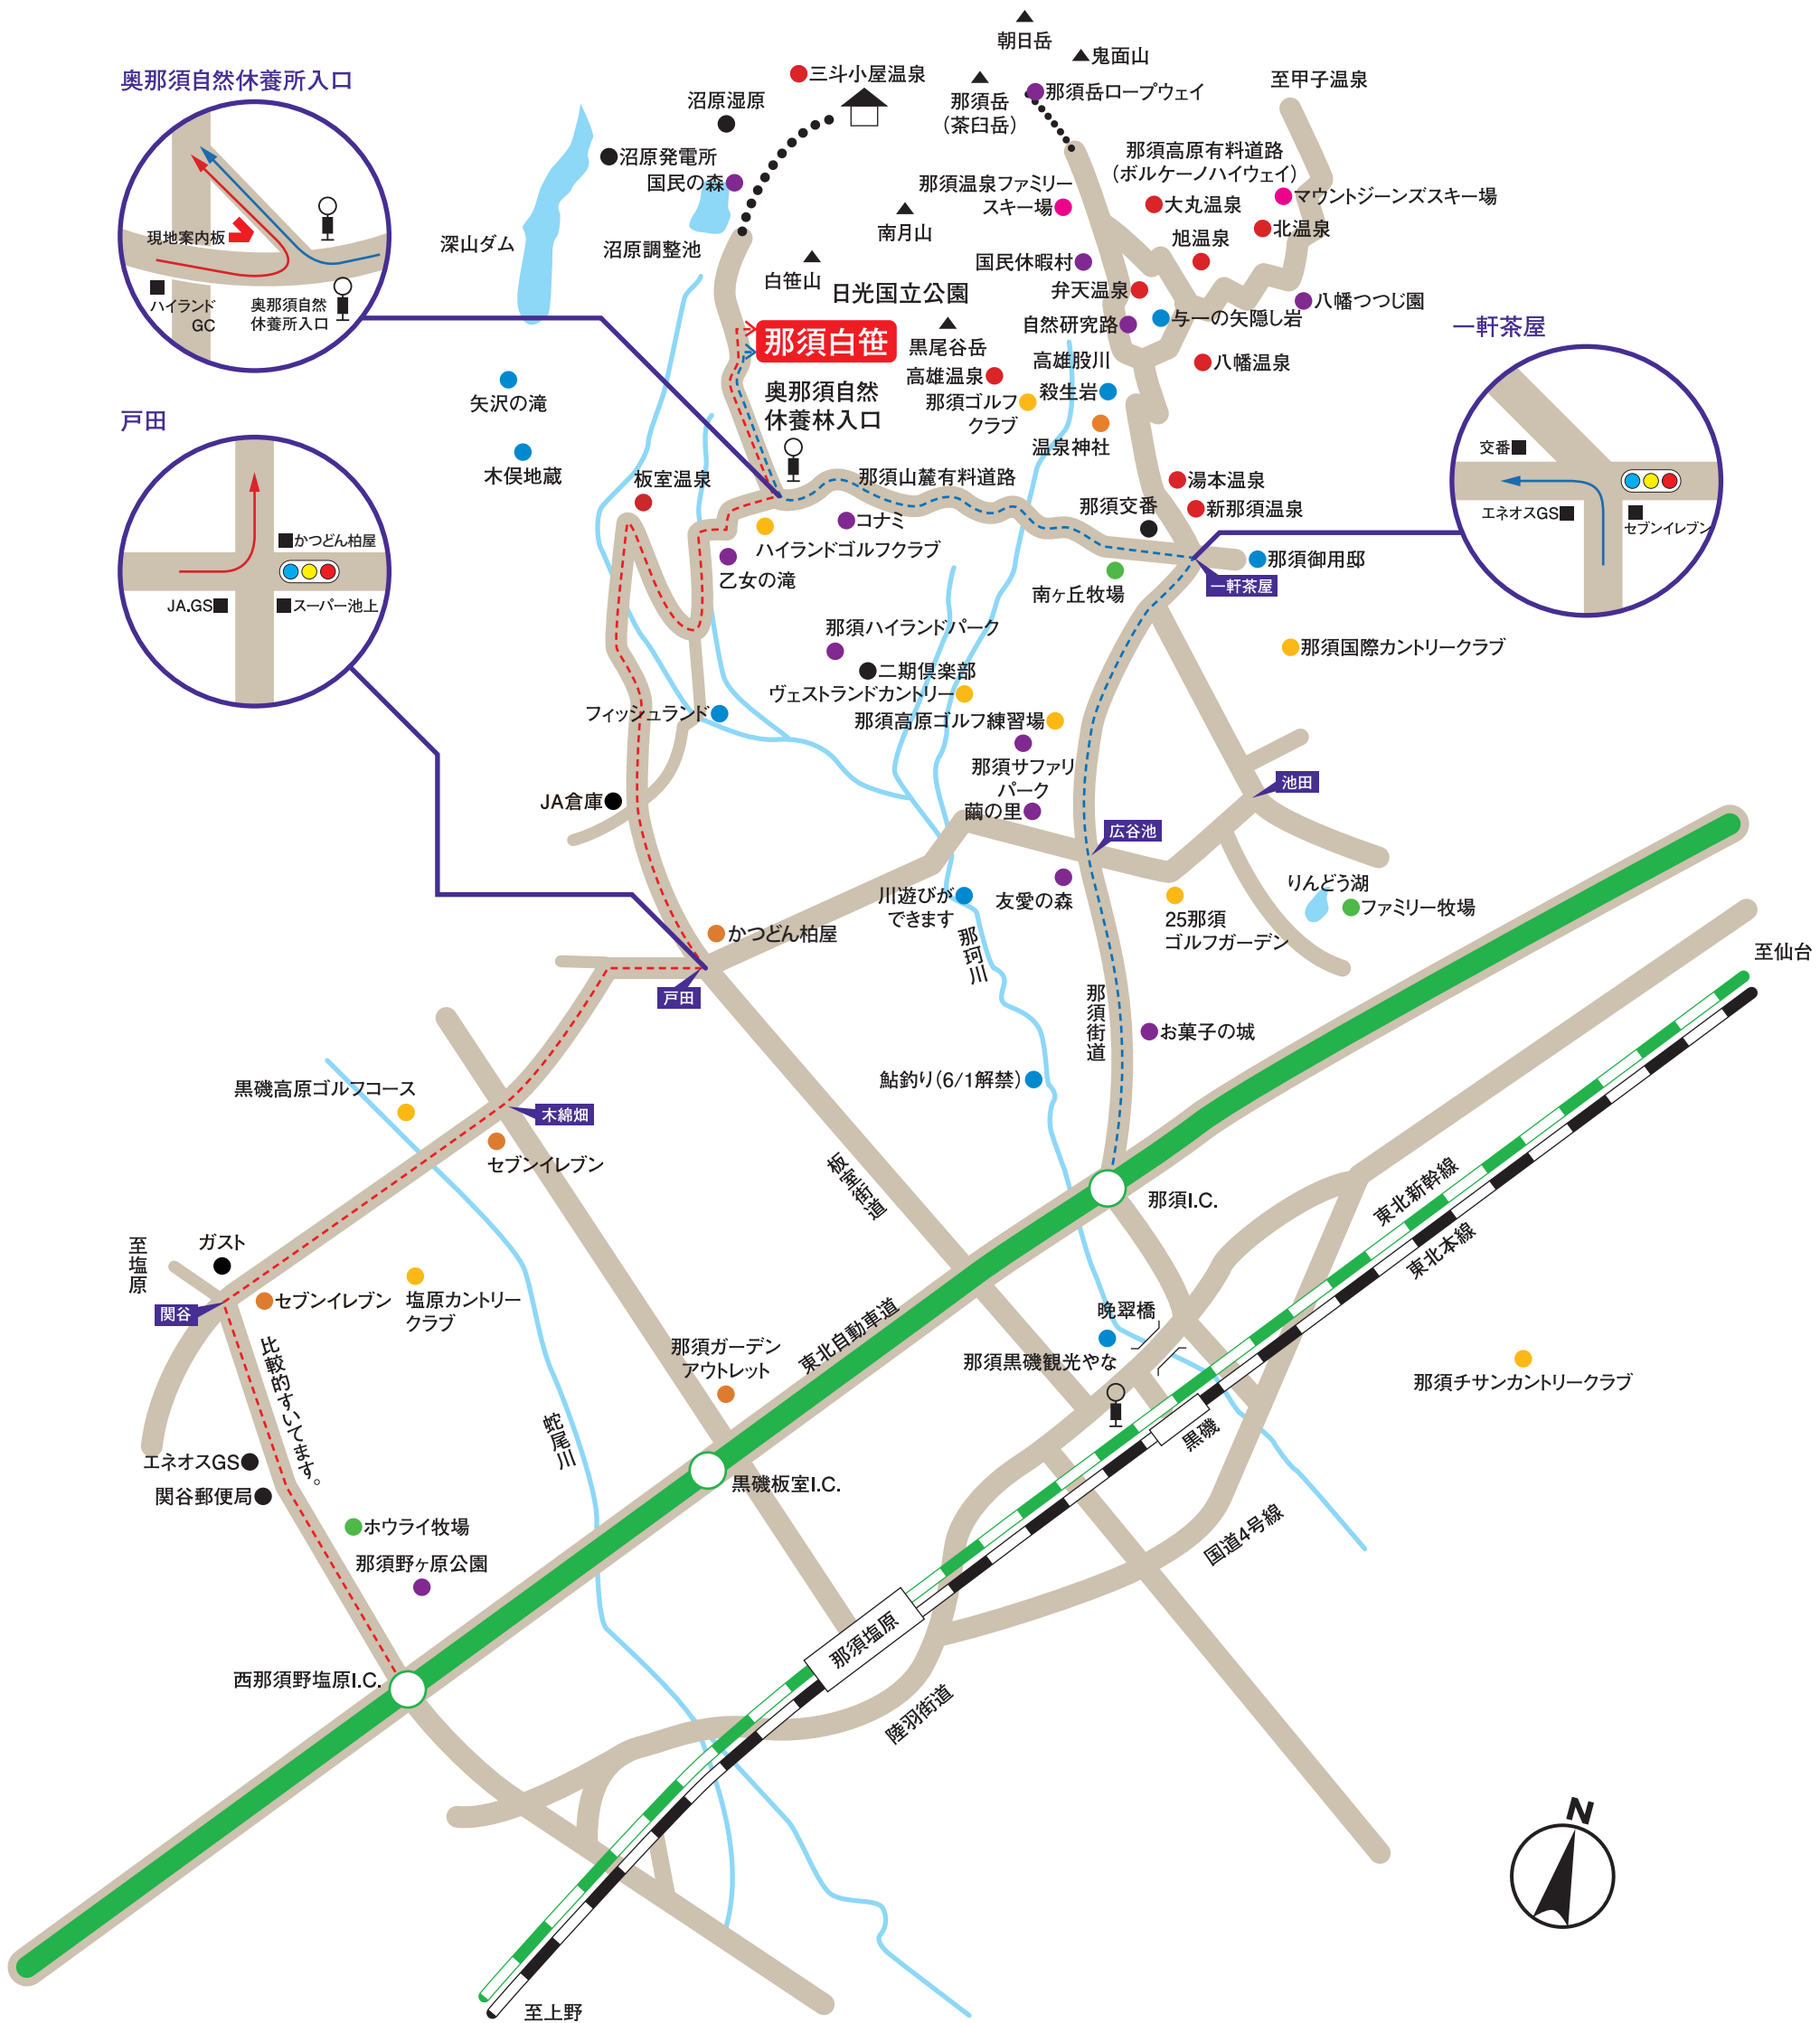 朝日岳
鬼面山
三斗小屋温泉
奥那須自然休養所入口
至甲子温泉
那須岳ロープウェイ
那須岳
(茶臼岳)
沼原湿原
沼原発電所
国民の森
那須高原有料道路
(ボルケーノハイウェイ)
那須温泉ファミリー
スキー場
マウントジーンズスキー場
大丸温泉
北温泉
南月山
旭温泉
現地案内板
深山ダム
沼原調整池
国民休暇村
白笹山
日光国立公園
弁天温泉
八幡つつじ園
ハイランド
GC
奥那須自然
休養所入口
自然研究路
与一の矢隠し岩
一軒茶屋
那須白笹
黒尾谷岳
高雄股川
八幡温泉
高雄温泉
殺生岩
奥那須自然
休養林入口
那須ゴルフ
クラブ
矢沢の滝
戸田
温泉神社
交番
木俣地蔵
板室温泉
那須山麓有料道路
湯本温泉
新那須温泉
エネオスGS
セブンイレブン
那須交番
コナミ
かつどん柏屋
ハイランドゴルフクラブ
那須御用邸
乙女の滝
一軒茶屋
南ヶ丘牧場
JA.GS
スーパー池上
那須ハイランドパーク
那須国際カントリークラブ
二期倶楽部
ヴェストランドカントリー
フィッシュランド
那須高原ゴルフ練習場
那須サファリ
パーク
池田
JA倉庫
繭の里
広谷池
りんどう湖
川遊びが
できます
友愛の森
ファミリー牧場
25那須
ゴルフガーデン
かつどん柏屋
那珂川
至仙台
戸田
那須街道
お菓子の城
黒磯高原ゴルフコース
鮎釣り(6/1解禁)
木綿畑
セブンイレブン
板室街道
那須I.C.
東北新幹線
東北本線
至塩原
ガスト
関谷
セブンイレブン
塩原カントリー
クラブ
晩翠橋
比較的すいてます。
東北自動車道
那須ガーデン
アウトレット
那須黒磯観光やな
那須チサンカントリークラブ
蛇尾川
黒磯
エネオスGS
関谷郵便局
黒磯板室I.C.
ホウライ牧場
国道4号線
那須野ヶ原公園
那須塩原
西那須野塩原I.C.
陸羽街道
N
至上野